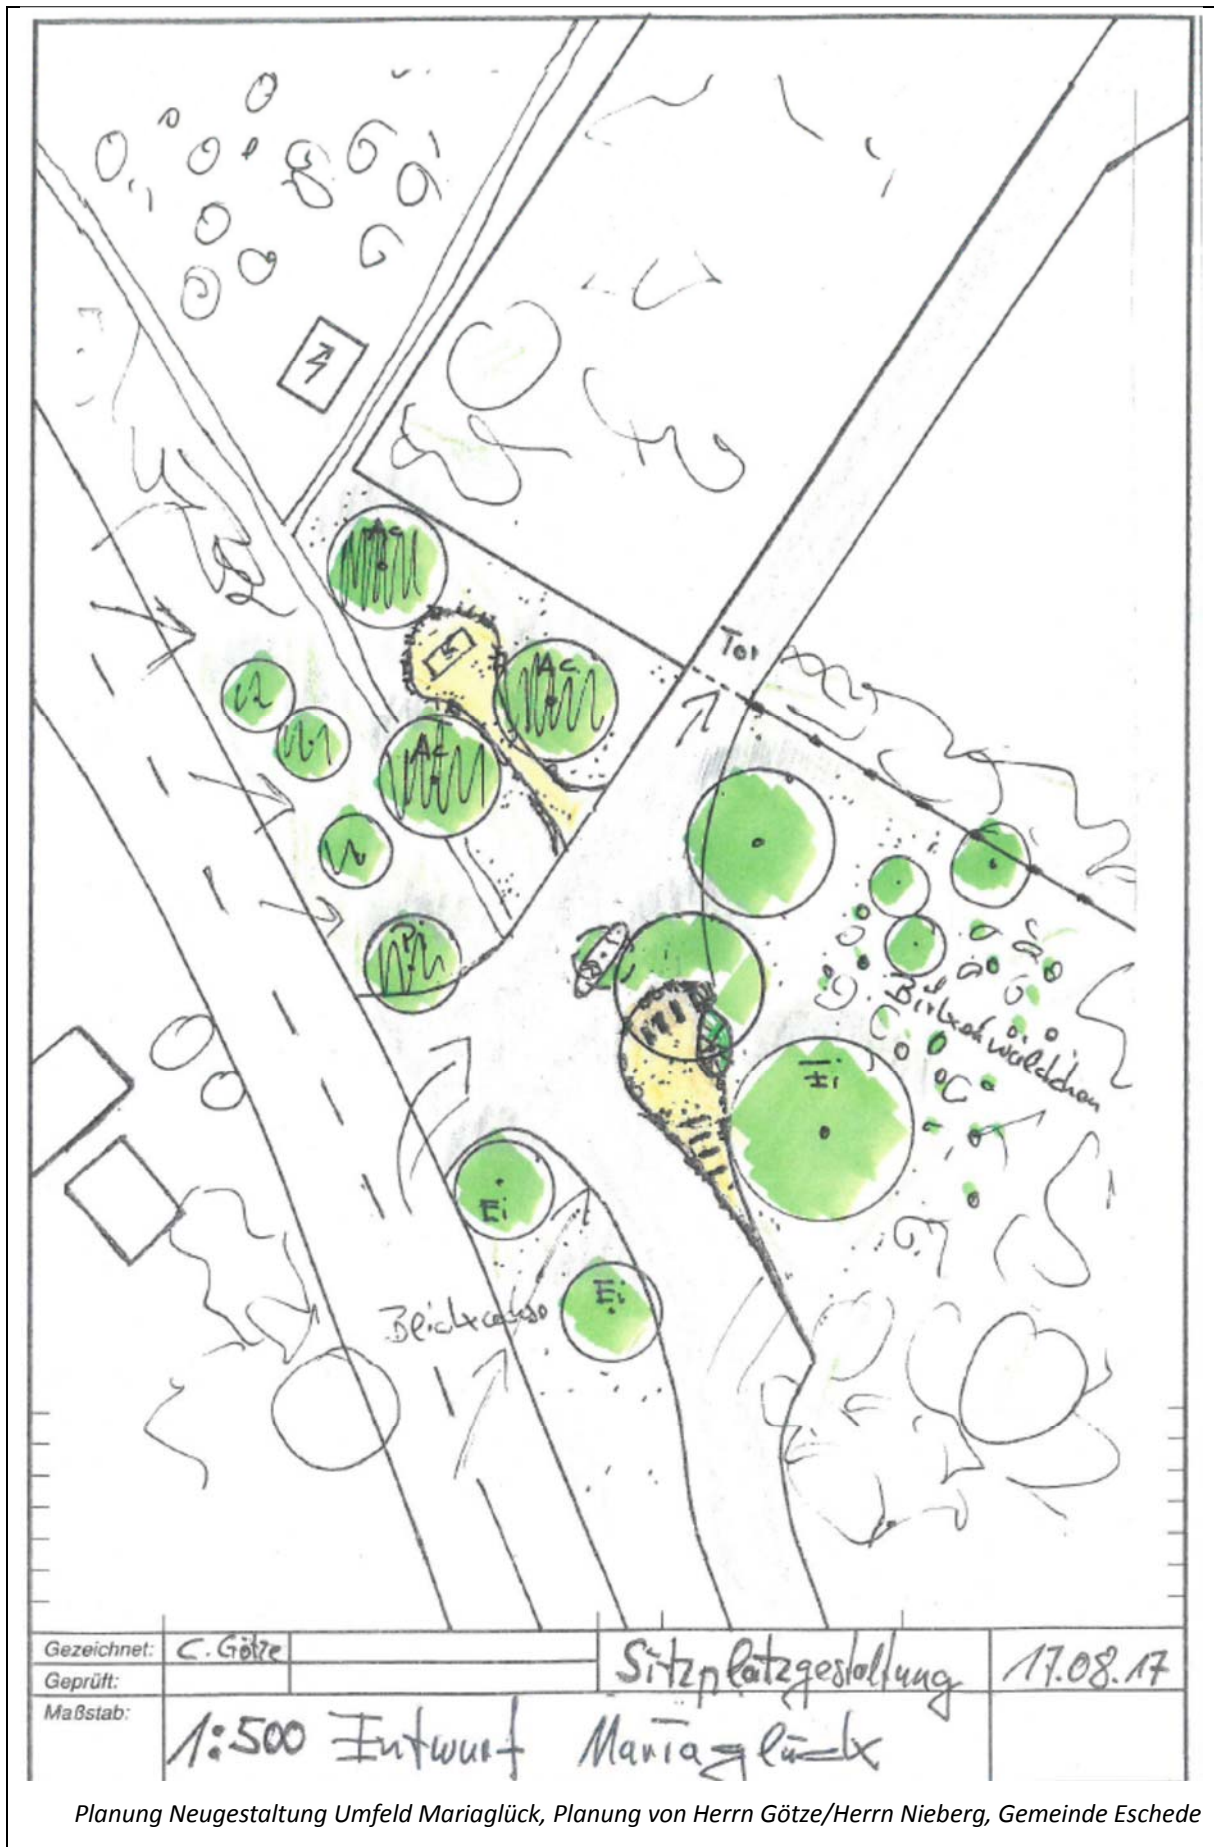 Ac
Tor
Ac
Ac
Pi
Birkenwäldchen
Ei
Ei
Ei
Blickachse
Gezeichnet: C. Götze
Sitzplatzgestaltung 17.08.17
Geprüft:
Maßstab: 1:500 Entwurf Mariaglück
Planung Neugestaltung Umfeld Mariaglück, Planung von Herrn Götze/Herrn Nieberg, Gemeinde Eschede